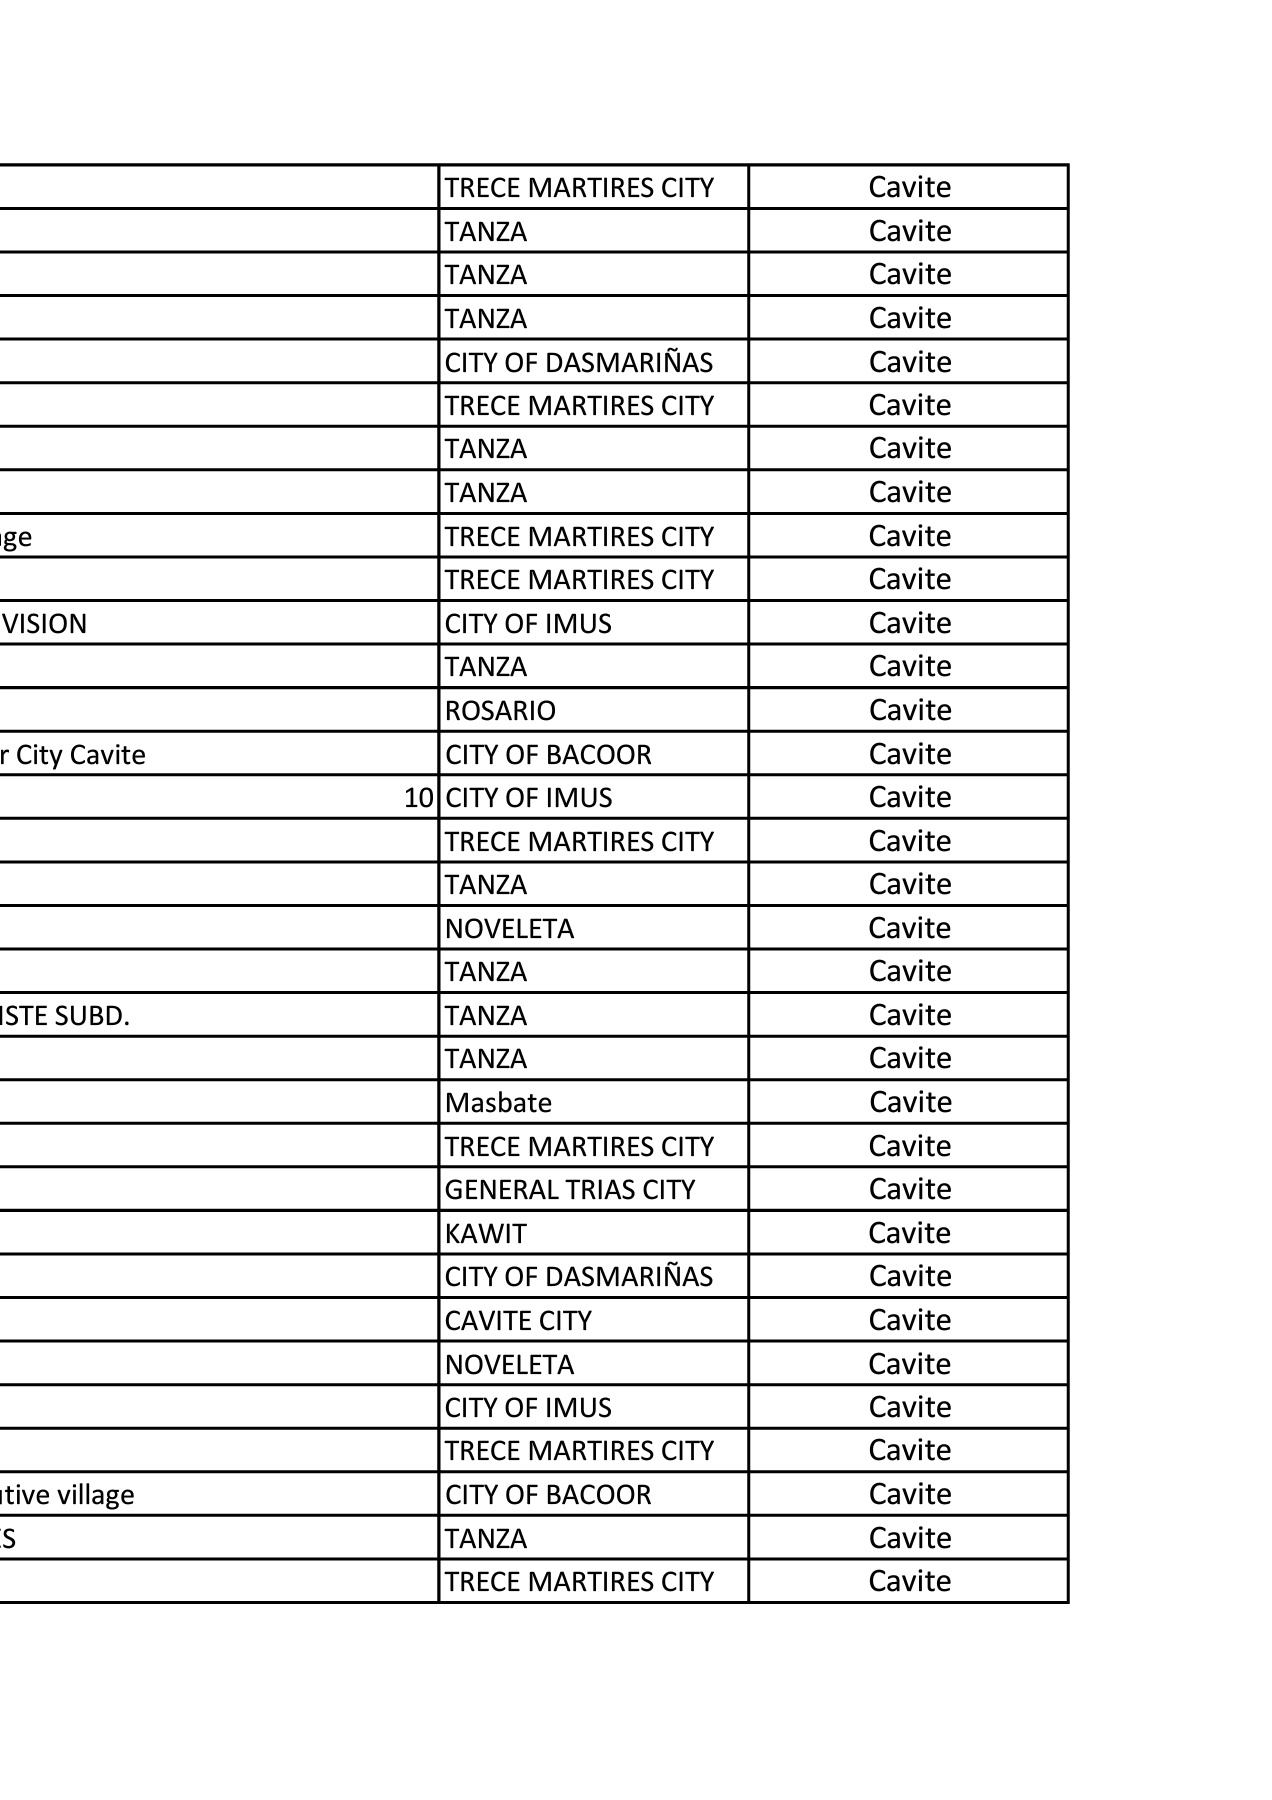 TRECE MARTIRES CITY Cavite
TANZA Cavite
TANZA Cavite
TANZA Cavite
CITY OF DASMARIÑAS Cavite
TRECE MARTIRES CITY Cavite
TANZA Cavite
TANZA Cavite
age TRECE MARTIRES CITY Cavite
TRECE MARTIRES CITY Cavite
VISION CITY OF IMUS Cavite
TANZA Cavite
ROSARIO Cavite
r City Cavite CITY OF BACOOR Cavite
10 CITY OF IMUS Cavite
TRECE MARTIRES CITY Cavite
TANZA Cavite
NOVELETA Cavite
TANZA Cavite
ISTE SUBD. TANZA Cavite
TANZA Cavite
Masbate Cavite
TRECE MARTIRES CITY Cavite
GENERAL TRIAS CITY Cavite
KAWIT Cavite
CITY OF DASMARIÑAS Cavite
CAVITE CITY Cavite
NOVELETA Cavite
CITY OF IMUS Cavite
TRECE MARTIRES CITY Cavite
utive village CITY OF BACOOR Cavite
ES TANZA Cavite
TRECE MARTIRES CITY Cavite